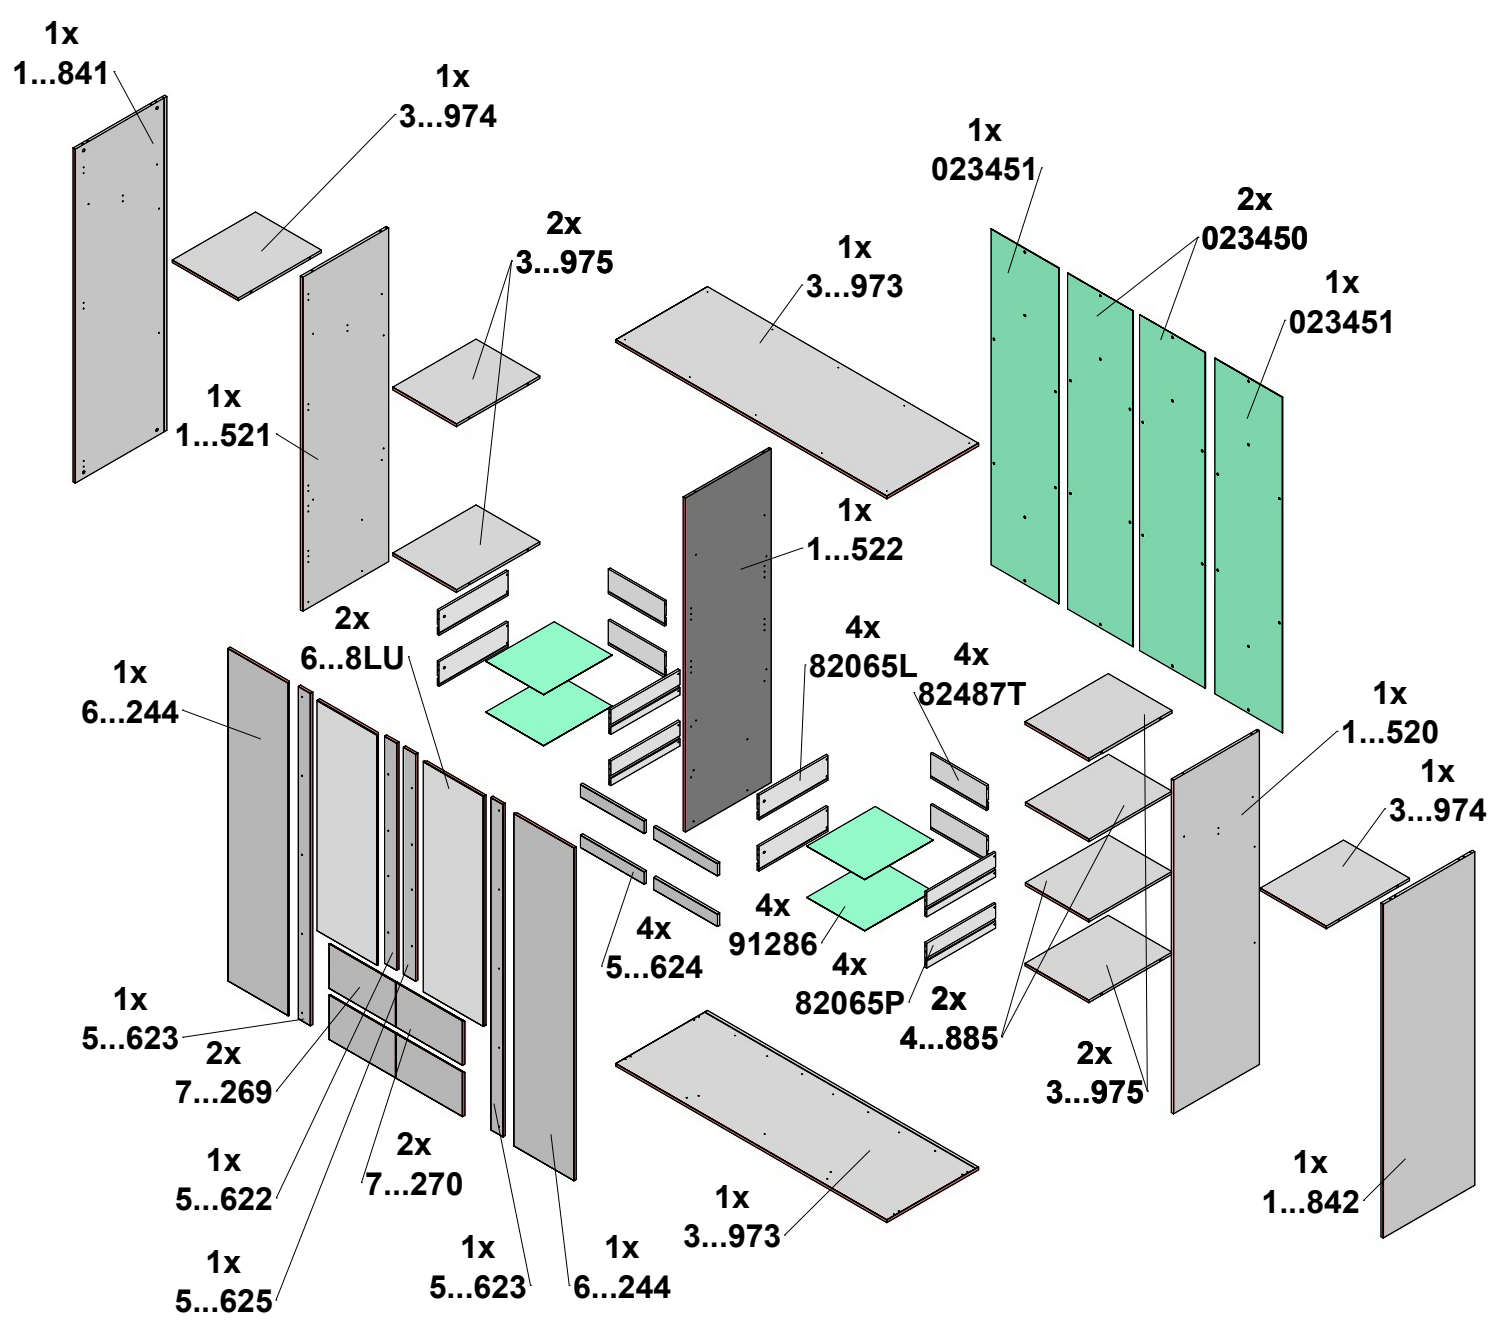 1x
1...841
1x
3...974
1x
023451
2x
023450
2x
3...975
1x
3...973
1x
023451
1x
1...521
1x
1...522
2x
6...8LU
4x
82065L
4x
82487T
1x
6...244
1x
1...520
1x
3...974
4x
91286
4x
5...624
4x
82065P
2x
4...885
1x
5...623
2x
7...269
2x
3...975
2x
7...270
1x
5...622
1x
3...973
1x
1...842
1x
5...625
1x
5...623
1x
6...244